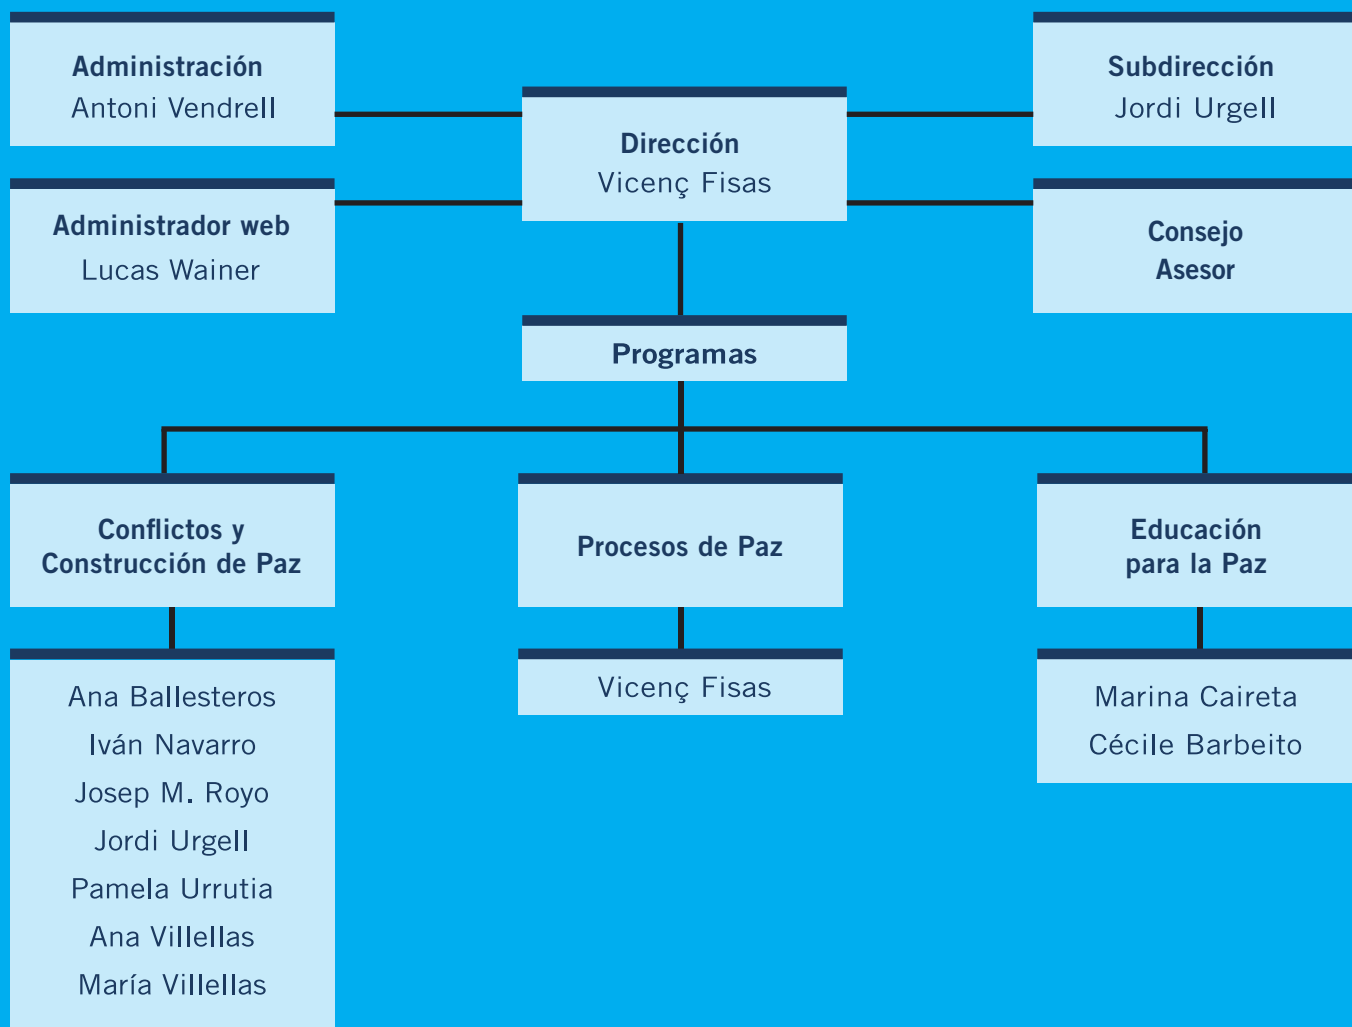 Administración
Antoni Vendrell
Subdirección
Jordi Urgell
Dirección
Vicenç Fisas
Administrador web
Lucas Wainer
Consejo
Asesor
Programas
Conflictos y
Construcción de Paz
Procesos de Paz
Educación
para la Paz
Ana Ballesteros
Iván Navarro
Josep M. Royo
Jordi Urgell
Pamela Urrutia
Ana Villellas
María Villellas
Vicenç Fisas
Marina Caireta
Cécile Barbeito